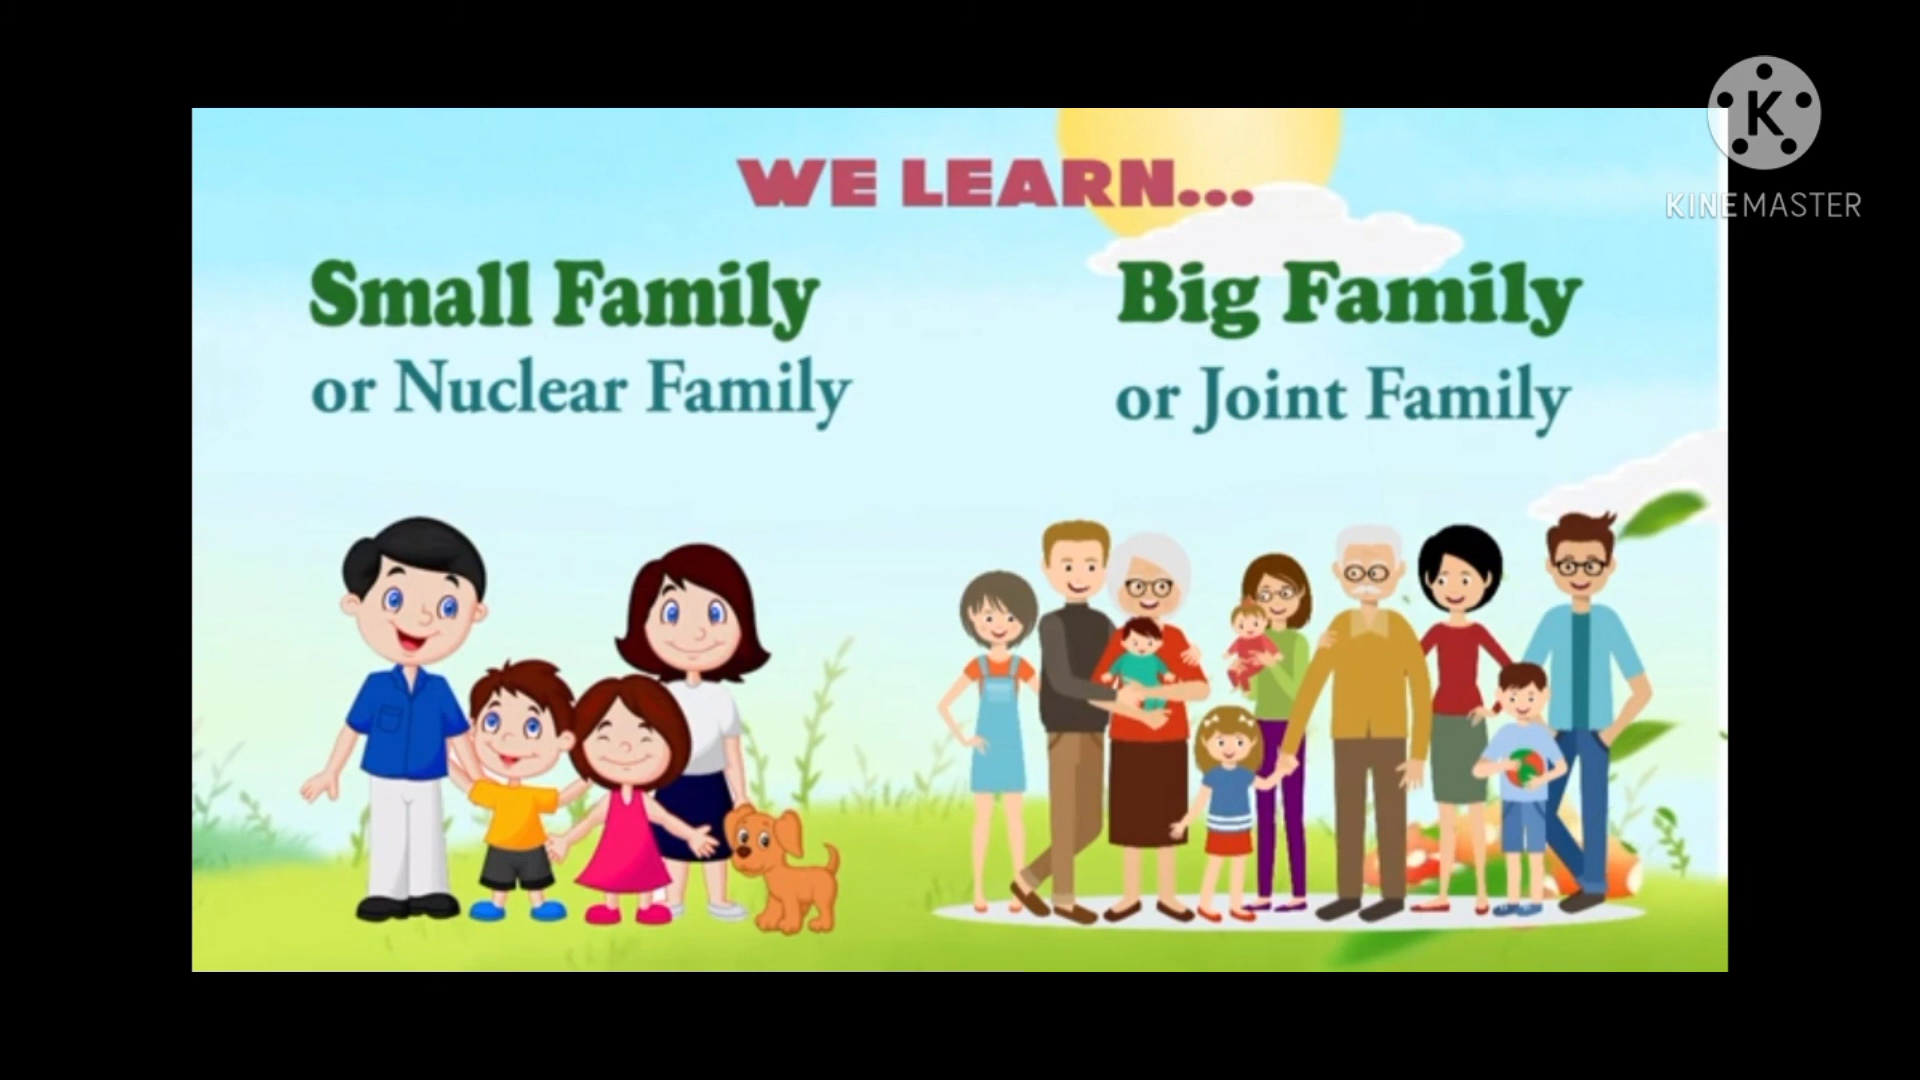 WE LEARN...
Small Family
or Nuclear Family
Big Family
or Joint Family
K
KINEMASTER